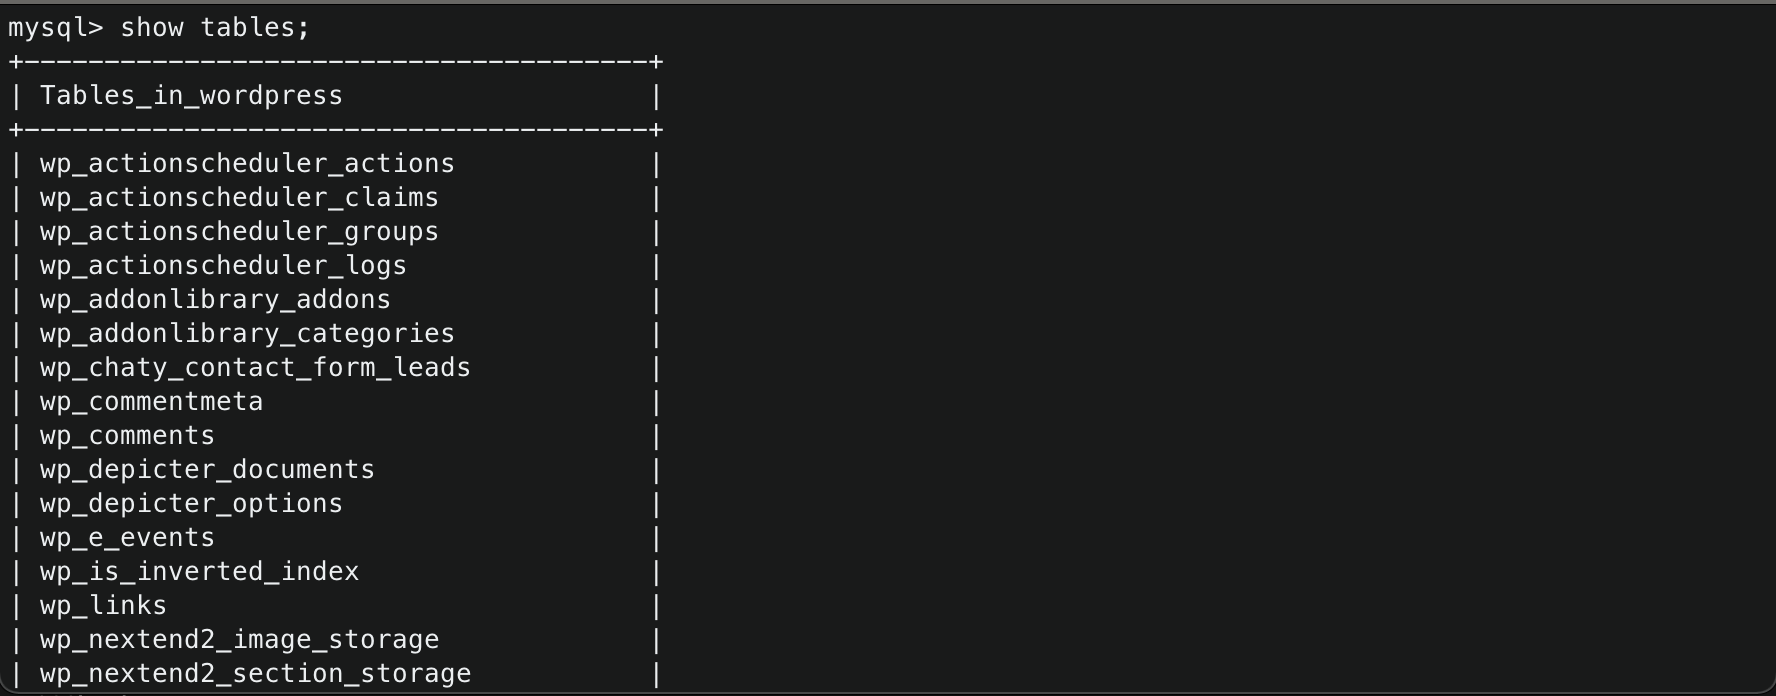 mysql> show tables;
+---------------------------------------+
| Tables_in_wordpress                   |
+---------------------------------------+
| wp_actionscheduler_actions            |
| wp_actionscheduler_claims             |
| wp_actionscheduler_groups             |
| wp_actionscheduler_logs               |
| wp_addonlibrary_addons                |
| wp_addonlibrary_categories            |
| wp_chaty_contact_form_leads           |
| wp_commentmeta                        |
| wp_comments                           |
| wp_depicter_documents                 |
| wp_depicter_options                   |
| wp_e_events                           |
| wp_is_inverted_index                  |
| wp_links                              |
| wp_nextend2_image_storage             |
| wp_nextend2_section_storage           |